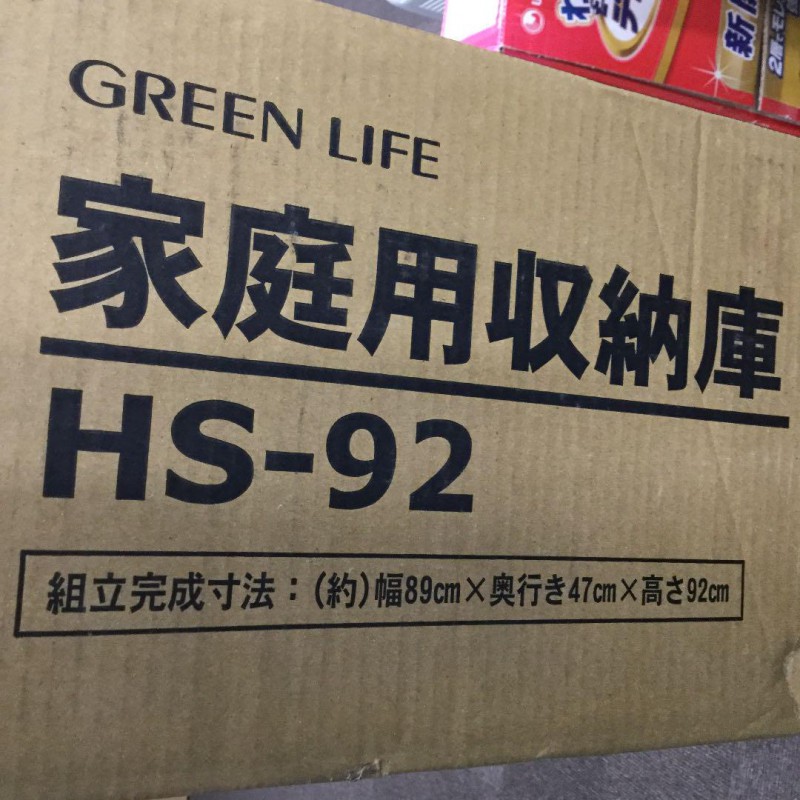 GREEN LIFE
家庭用収納庫
HS-92
組立完成寸法：(約)幅89cm×奥行き47cm×高さ92cm
新